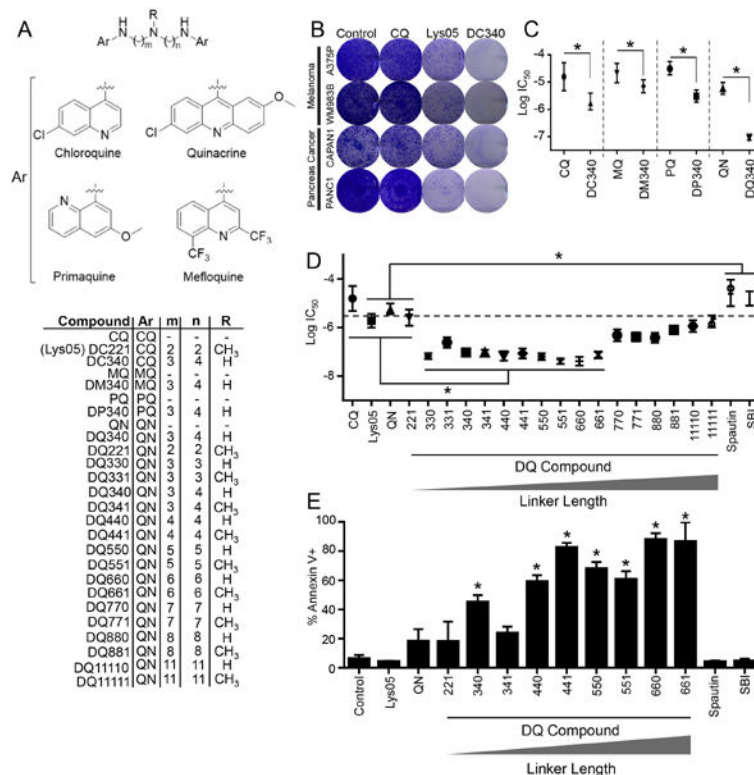 A
R
H N N H N
Ar ( )m ( )n Ar
Ar
Cl N
Chloroquine
Cl N O
Quinacrine
N O
Primaquine
N CF3
CF3
Mefloquine
Compound Ar m n R
CQ CQ - - -
(Lys05) DC221 CQ 2 2 CH3
DC340 CQ 3 4 H
MQ MQ - - -
DM340 MQ 3 4 H
PQ PQ - - -
DP340 PQ 3 4 H
QN QN - - -
DQ340 QN 3 4 H
DQ221 QN 2 2 CH3
DQ330 QN 3 3 H
DQ331 QN 3 3 CH3
DQ340 QN 3 4 H
DQ341 QN 3 4 CH3
DQ440 QN 4 4 H
DQ441 QN 4 4 CH3
DQ550 QN 5 5 H
DQ551 QN 5 5 CH3
DQ660 QN 6 6 H
DQ661 QN 6 6 CH3
DQ770 QN 7 7 H
DQ771 QN 7 7 CH3
DQ880 QN 8 8 H
DQ881 QN 8 8 CH3
DQ11110 QN 11 11 H
DQ11111 QN 11 11 CH3
B
Control CQ Lys05 DC340
Melanoma
A375P
WM983B
Pancreas Cancer
CAPAN1
PANC1
C
Log IC50
-4
-5
-6
-7
* * * *
CQ DC340 MQ DM340 PQ DP340 QN DQ340
D
Log IC50
-4
-6
-8
*
*
CQ Lys05 QN 221 330 331 340 341 440 441 550 551 660 661 770 771 880 881 11110 11111 Spautin SBI
DQ Compound
Linker Length
E
% Annexin V+
100
80
60
40
20
0
* * * * * * *
Control Lys05 QN 221 340 341 440 441 550 551 660 661 Spautin SBI
DQ Compound
Linker Length